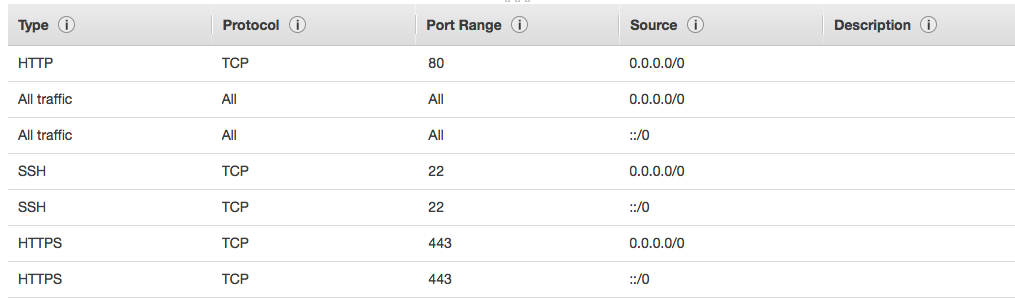 Type Protocol Port Range Source Description
HTTP TCP 80 0.0.0.0/0
All traffic All All 0.0.0.0/0
All traffic All All ::/0
SSH TCP 22 0.0.0.0/0
SSH TCP 22 ::/0
HTTPS TCP 443 0.0.0.0/0
HTTPS TCP 443 ::/0